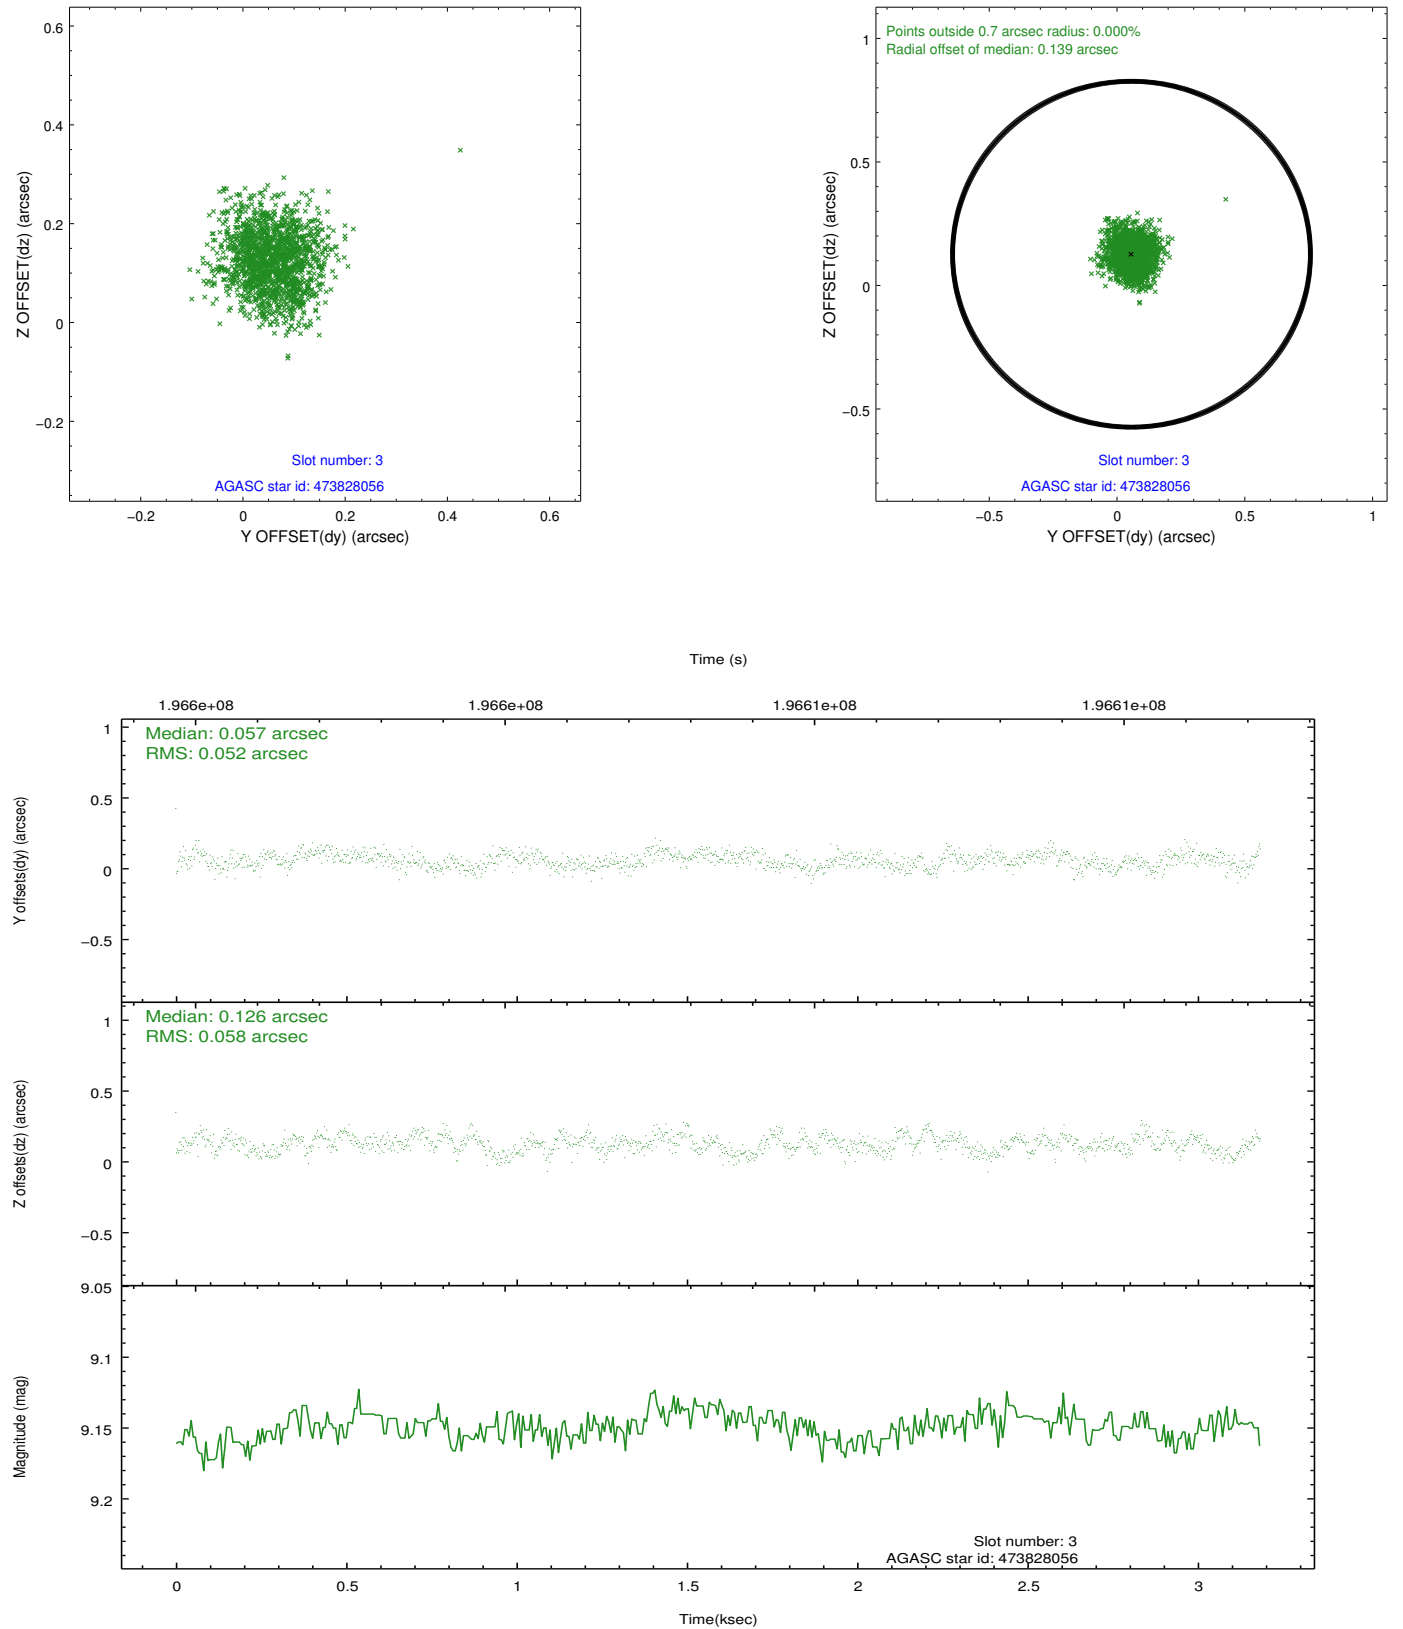 0.6
0.4
0.2
0
−0.2
Z OFFSET(dz) (arcsec)
Slot number: 3
AGASC star id: 473828056
−0.2 0 0.2 0.4 0.6
Y OFFSET(dy) (arcsec)
Points outside 0.7 arcsec radius: 0.000%
Radial offset of median: 0.139 arcsec
1
0.5
0
−0.5
Z OFFSET(dz) (arcsec)
Slot number: 3
AGASC star id: 473828056
−0.5 0 0.5 1
Y OFFSET(dy) (arcsec)
Time (s)
1.966e+08 1.966e+08 1.9661e+08 1.9661e+08
Median: 0.057 arcsec
RMS: 0.052 arcsec
1
0.5
0
−0.5
Y offsets(dy) (arcsec)
Median: 0.126 arcsec
RMS: 0.058 arcsec
1
0.5
0
−0.5
Z offsets(dz) (arcsec)
9.05
9.1
9.15
9.2
Magnitude (mag)
Slot number: 3
AGASC star id: 473828056
0 0.5 1 1.5 2 2.5 3
Time(ksec)